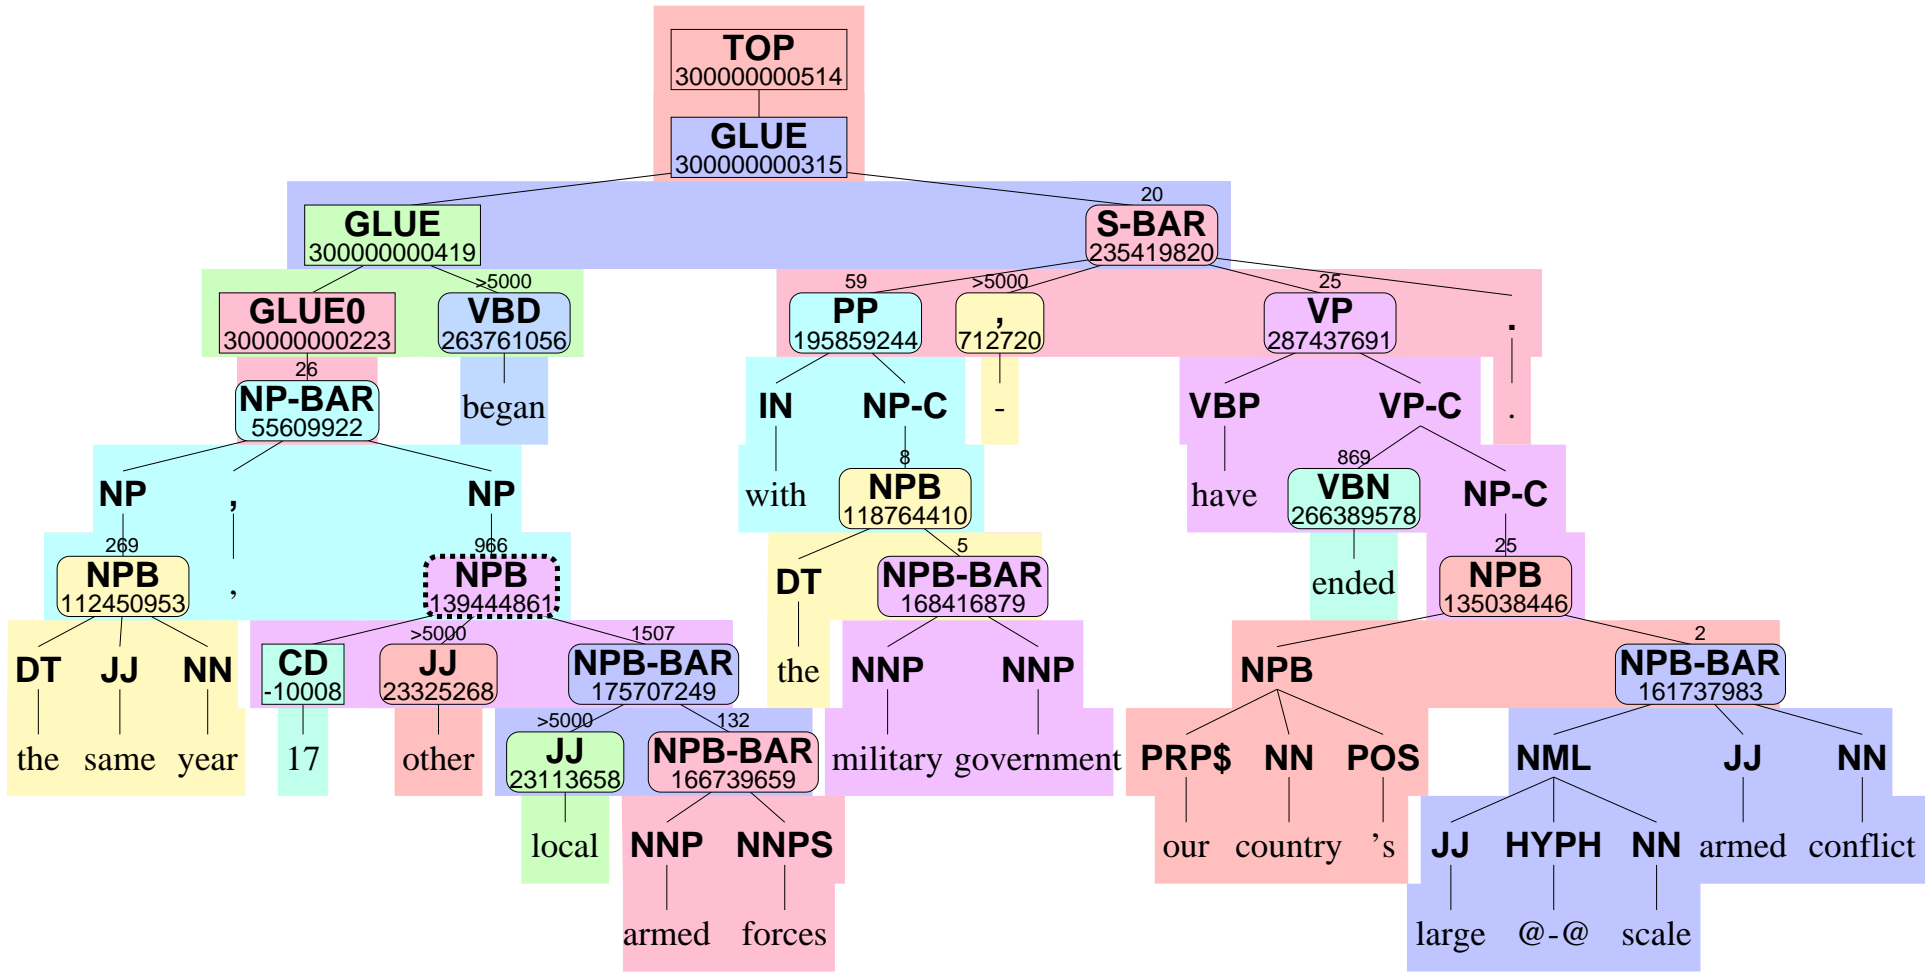 TOP
300000000514
GLUE
300000000315
20
GLUE
300000000419
S-BAR
235419820
>5000
59
>5000
25
GLUE0
300000000223
VBD
263761056
PP
195859244
,
712720
VP
287437691
.
26
NP-BAR
55609922
began
IN
NP-C
-
VBP
VP-C
.
8
869
NP
,
NP
with
NPB
118764410
have
VBN
266389578
NP-C
269
966
5
25
NPB
112450953
,
NPB
139444861
DT
NPB-BAR
168416879
ended
NPB
135038446
>5000
1507
2
DT
JJ
NN
CD
-10008
JJ
23325268
NPB-BAR
175707249
the
NNP
NNP
NPB
NPB-BAR
161737983
>5000
132
the
same
year
17
other
JJ
23113658
NPB-BAR
166739659
military
government
PRP$
NN
POS
NML
JJ
NN
local
NNP
NNPS
our
country
's
JJ
HYPH
NN
armed
conflict
armed
forces
large
@-@
scale